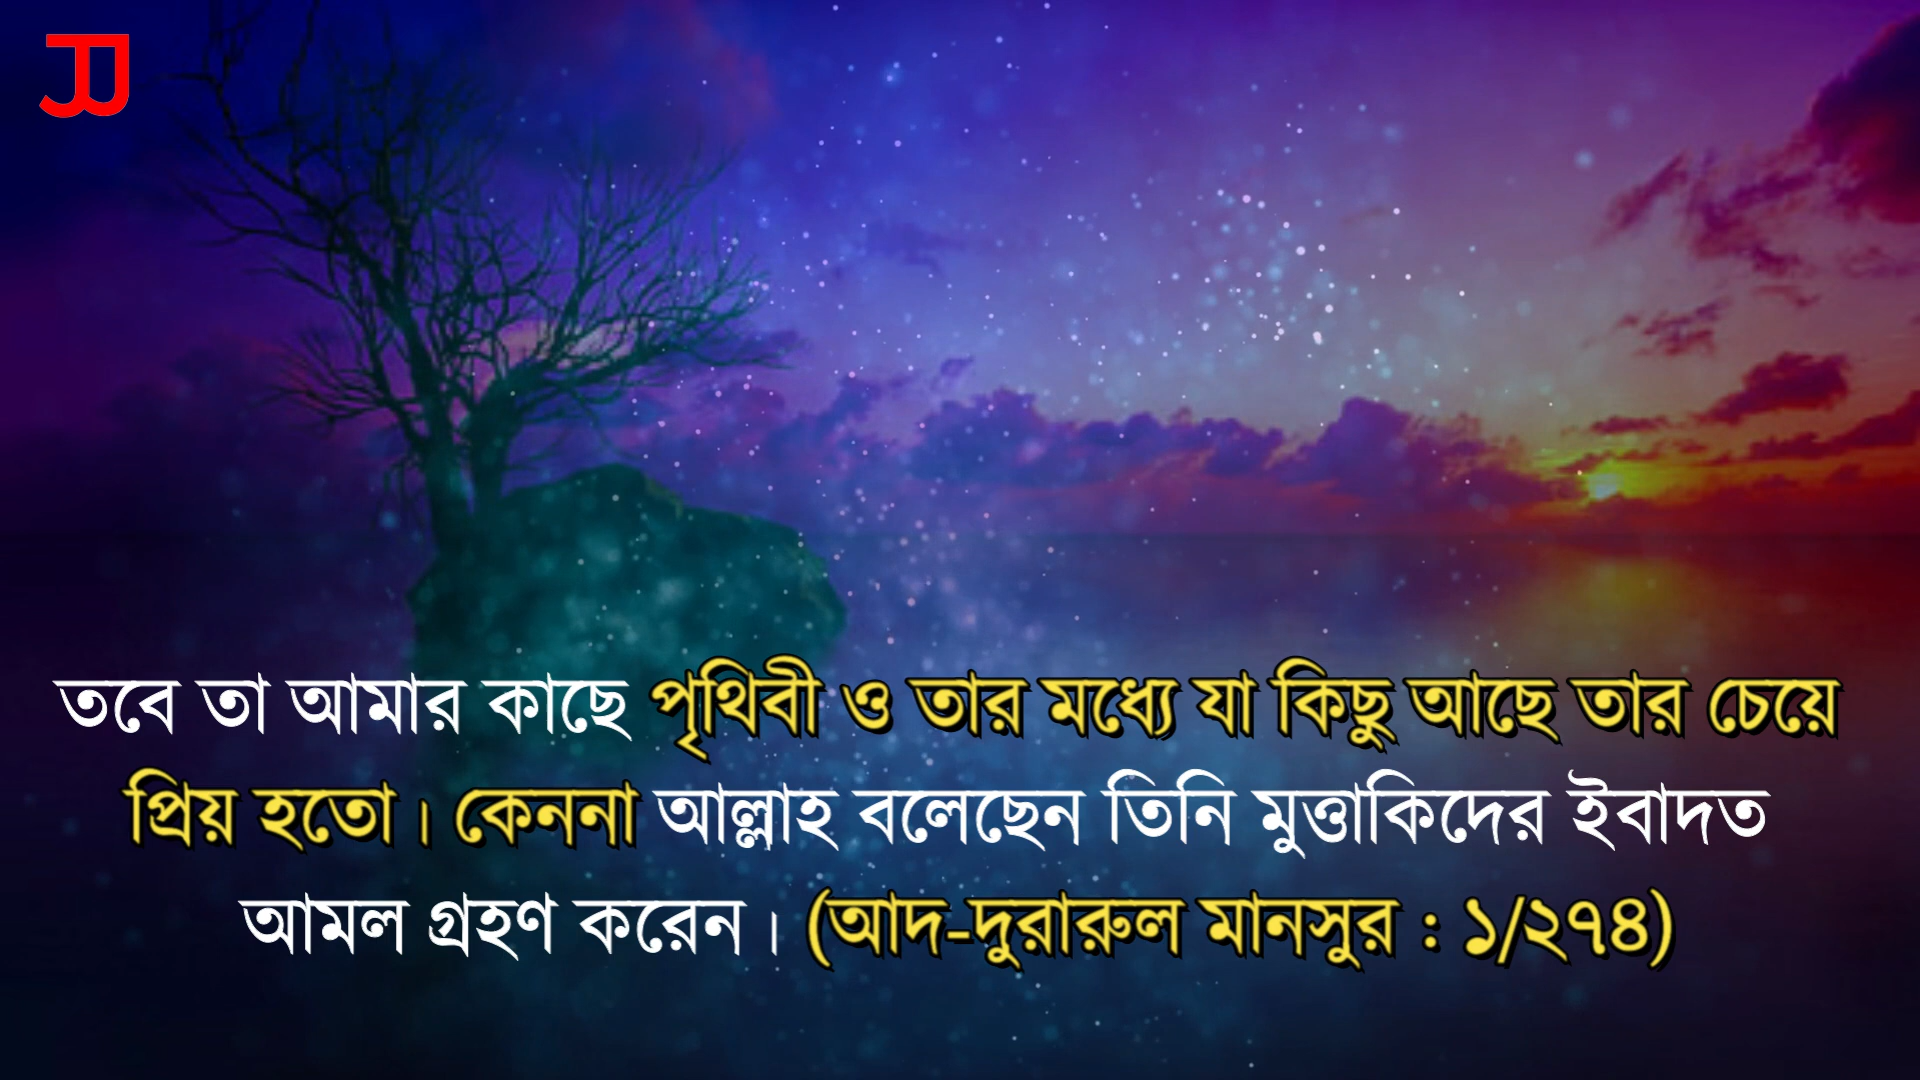 তবে তা আমার কাছে পৃথিবী ও তার মধ্যে যা কিছু আছে তার চেয়ে
প্রিয় হতো। কেননা আল্লাহ বলেছেন তিনি মুত্তাকিদের ইবাদত
আমল গ্রহণ করেন। (আদ-দুরারুল মানসুর : ১/২৭৪)